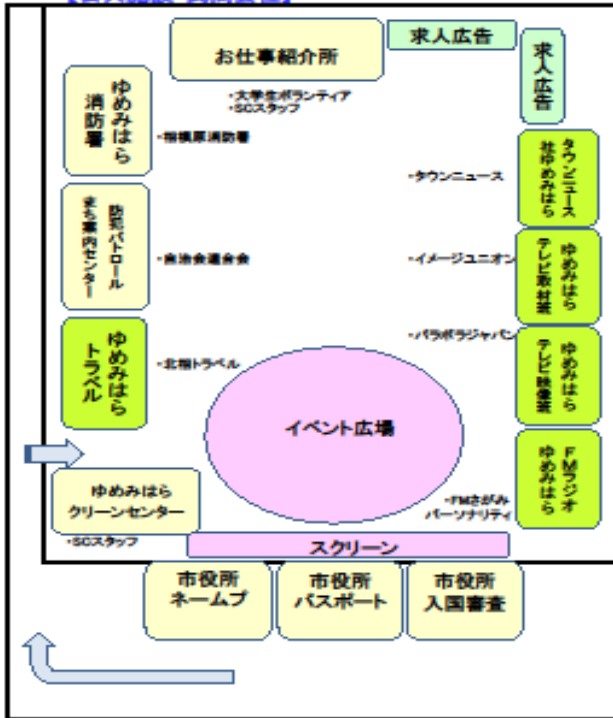 お仕事紹介所
求人広告
求人広告
・大学生ボランティア
・SCスタッフ
ゆめみはら
消防署
・相模原消防署
タウンニュース
社ゆめみはら
・タウンニュース
防犯パトロール
まち案内センター
・自治会連合会
・イメージユニオン
ゆめみはら
テレビ取材班
ゆめみはら
トラベル
・北相トラベル
・パラボラジャパン
ゆめみはら
テレビ映像班
イベント広場
FMラジオ
ゆめみはら
ゆめみはら
クリーンセンター
・FMさがみ
パーソナリティ
・SCスタッフ
スクリーン
市役所
ネームプ
市役所
パスポート
市役所
入国審査